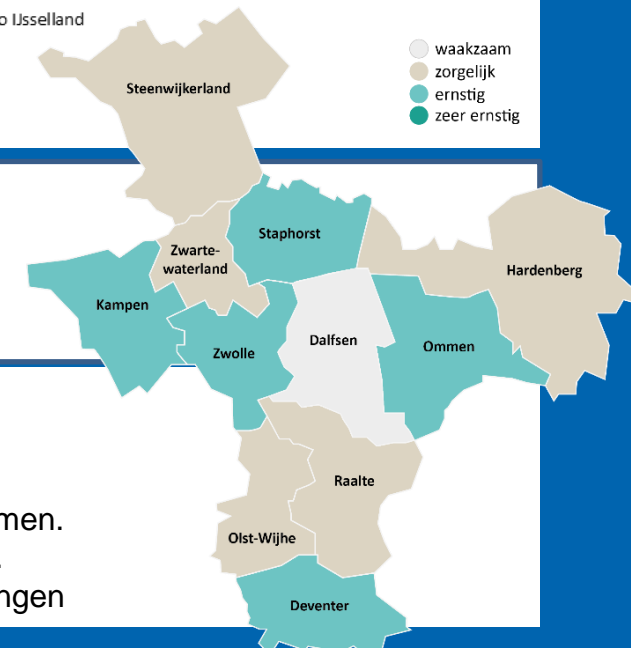 o IJsselland
waakzaam
zorgelijk
ernstig
zeer ernstig
Steenwijkerland
Staphorst
Zwarte-
waterland
Hardenberg
Kampen
Dalfsen
Ommen
Zwolle
Raalte
men.
Olst-Wijhe
ngen
Deventer